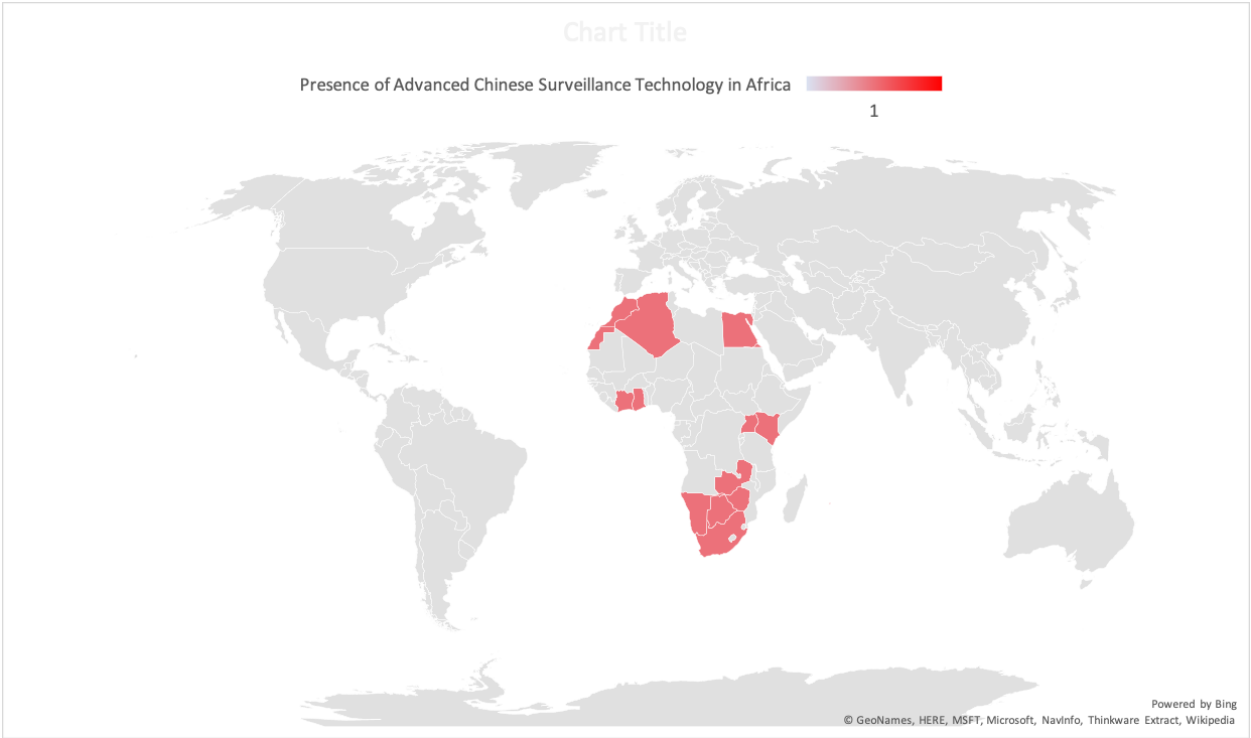 Chart Title
Presence of Advanced Chinese Surveillance Technology in Africa
1
Powered by Bing
© GeoNames, HERE, MSFT, Microsoft, NavInfo, Thinkware Extract, Wikipedia